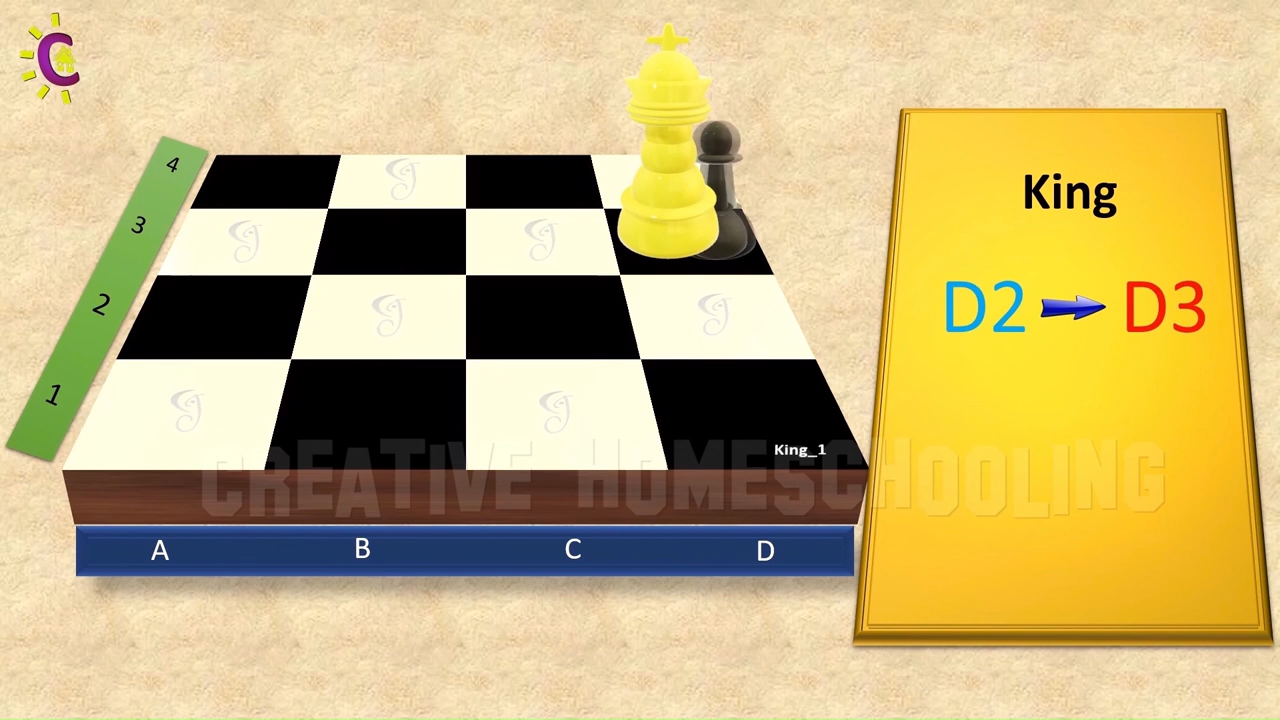 C
4
3
2
1
King
D2 D3
King_1
CREATIVE HOMESCHOOLING
A B C D